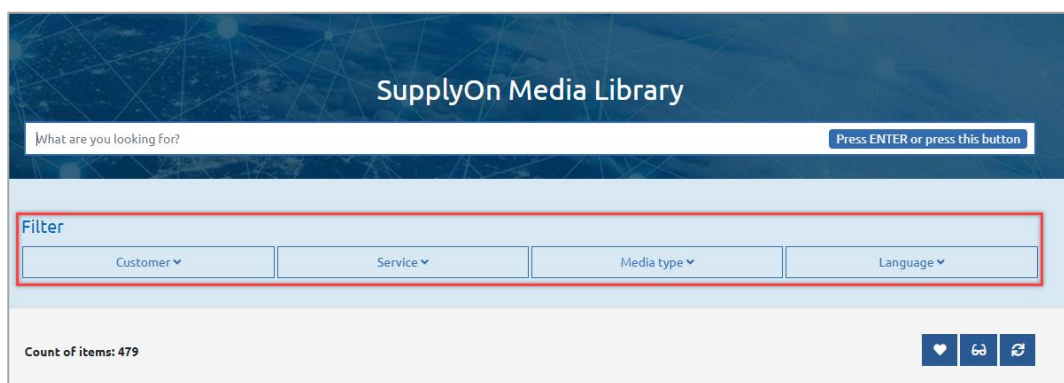 SupplyOn Media Library
What are you looking for? Press ENTER or press this button
Filter
Customer Service Media type Language
Count of items: 479